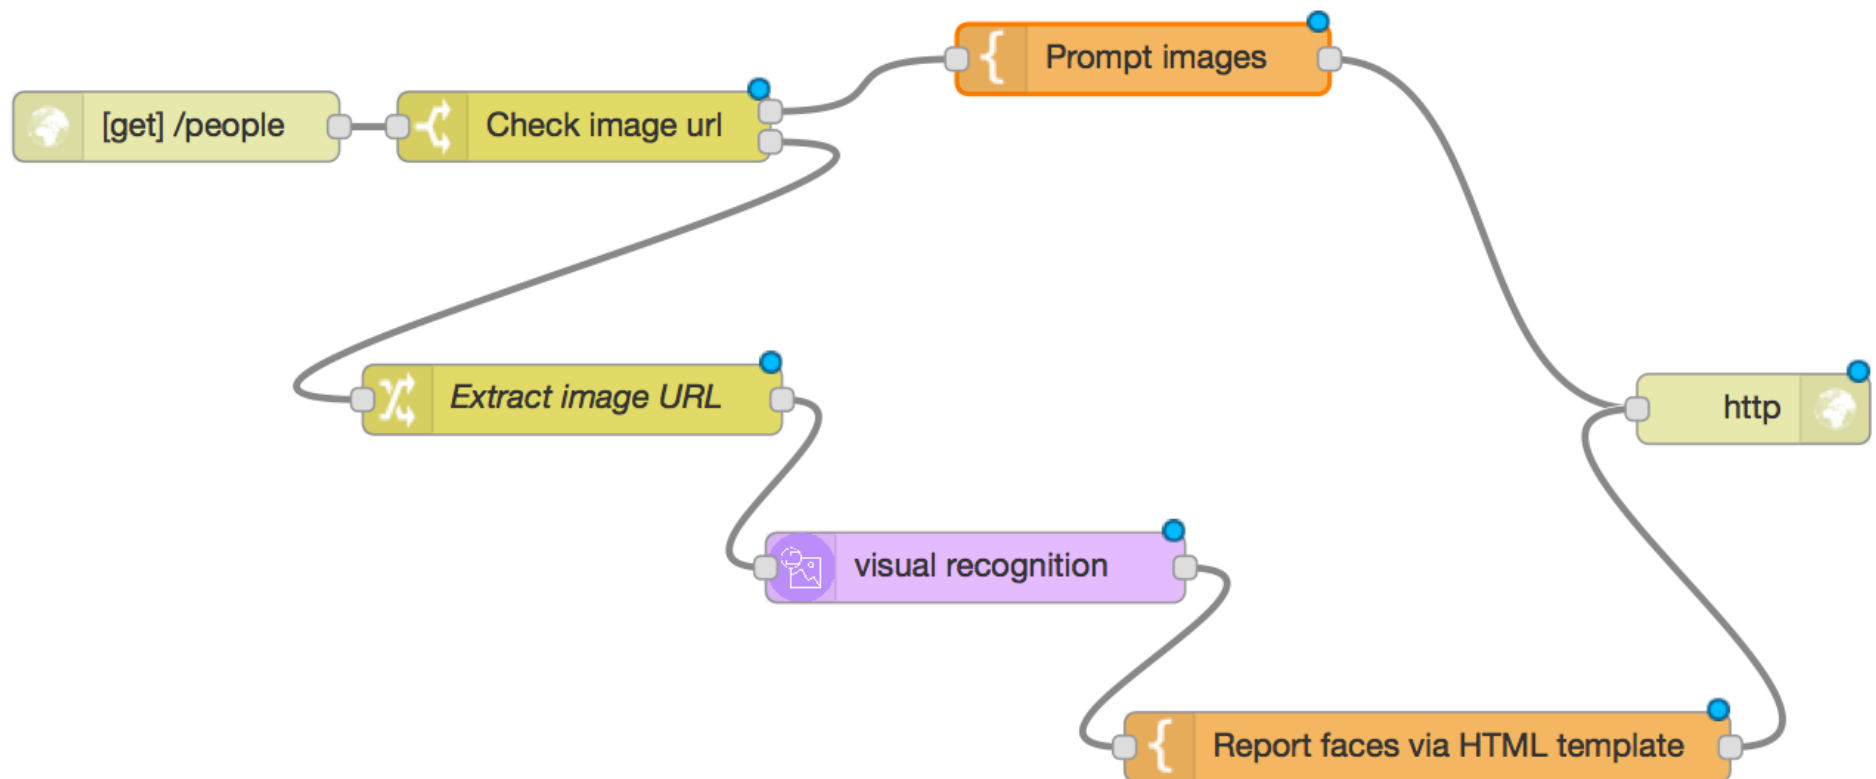 Prompt images
[get] /people
Check image url
Extract image URL
http
visual recognition
Report faces via HTML template